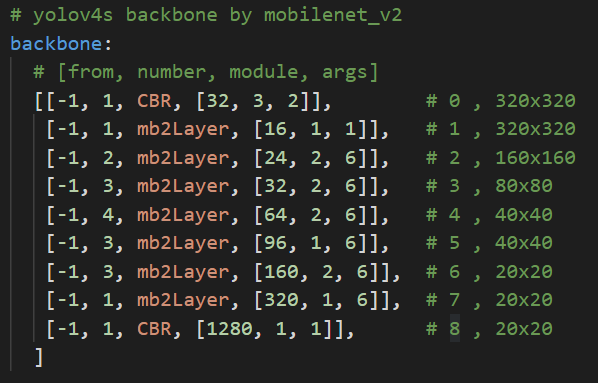 # yolov4s backbone by mobilenet_v2
backbone:
# [from, number, module, args]
[[-1, 1, CBR, [32, 3, 2]], # 0 , 320x320
[-1, 1, mb2Layer, [16, 1, 1]], # 1 , 320x320
[-1, 2, mb2Layer, [24, 2, 6]], # 2 , 160x160
[-1, 3, mb2Layer, [32, 2, 6]], # 3 , 80x80
[-1, 4, mb2Layer, [64, 2, 6]], # 4 , 40x40
[-1, 3, mb2Layer, [96, 1, 6]], # 5 , 40x40
[-1, 3, mb2Layer, [160, 2, 6]], # 6 , 20x20
[-1, 1, mb2Layer, [320, 1, 6]], # 7 , 20x20
[-1, 1, CBR, [1280, 1, 1]], # 8 , 20x20
]